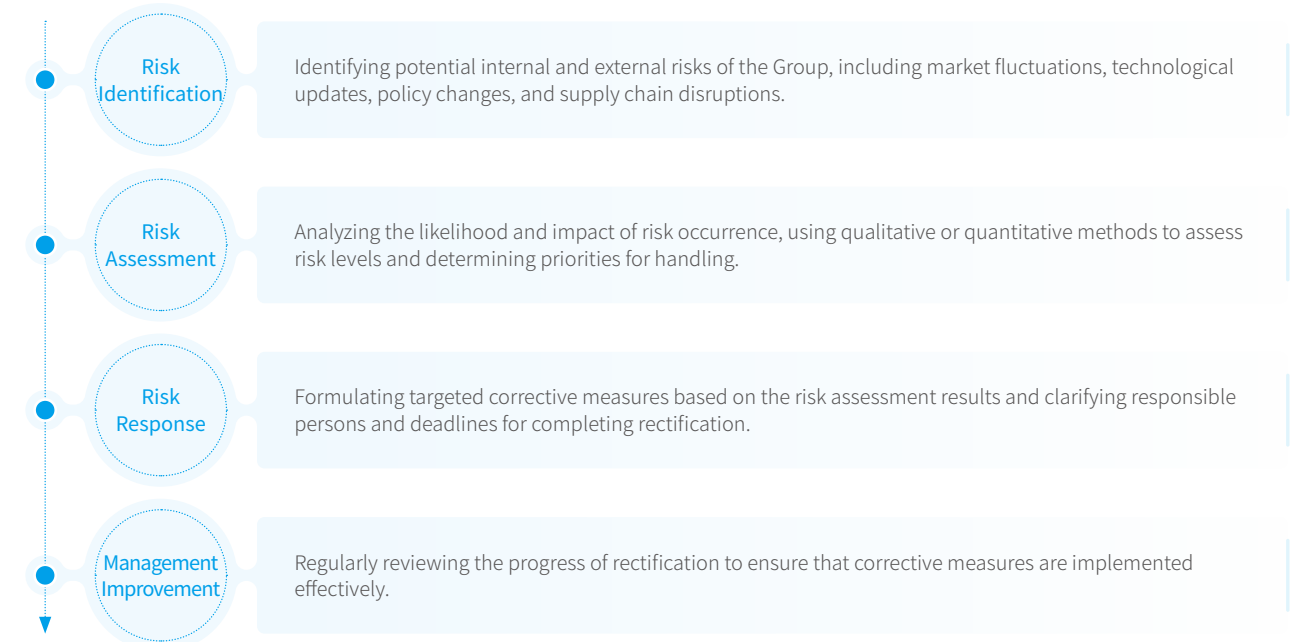 Risk
Identification
Identifying potential internal and external risks of the Group, including market fluctuations, technological
updates, policy changes, and supply chain disruptions.
Risk
Assessment
Analyzing the likelihood and impact of risk occurrence, using qualitative or quantitative methods to assess
risk levels and determining priorities for handling.
Risk
Response
Formulating targeted corrective measures based on the risk assessment results and clarifying responsible
persons and deadlines for completing rectification.
Management
Improvement
Regularly reviewing the progress of rectification to ensure that corrective measures are implemented
effectively.